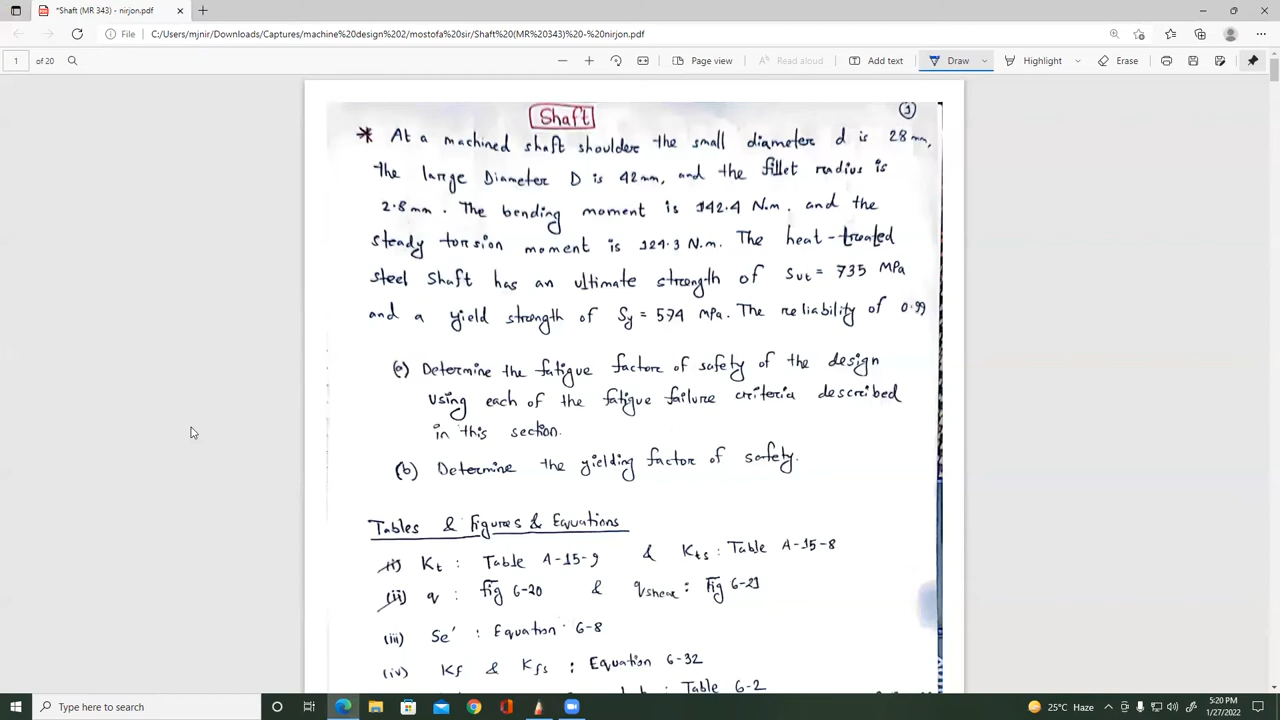 *Shaft (MR 343) - nirjon.pdf
File
C:/Users/mjnir/Downloads/Captures/machine%20design%202/mostofa%20sir/Shaft%20(MR%20343)%20-%20nirjon.pdf
1 of 20
Page view
Read aloud
Add text
Draw
Highlight
Erase
Shaft
1
* At a machined shaft shoulder the small diameter d is 28 mm,
the large Diameter D is 42mm, and the fillet radius is
2.8mm. The bending moment is 142.4 N.m. and the
steady torsion moment is 124.3 N.m. The heat-treated
steel shaft has an ultimate strength of Sut = 735 MPa
and a yield strength of Sy = 574 MPa. The reliability of 0.99
(a) Determine the fatigue factor of safety of the design
using each of the fatigue failure criteria described
in this section.
(b) Determine the yielding factor of safety.
Tables & Figures & Equations
(i) Kt : Table A-15-9 & Kts : Table A-15-8
(ii) q : Fig 6-20 & qshear : Fig 6-21
(iii) Se' : Equation 6-8
(iv) Kf & Kfs : Equation 6-32
: Table 6-2
Type here to search
25°C Haze
5:20 PM
1/27/2022